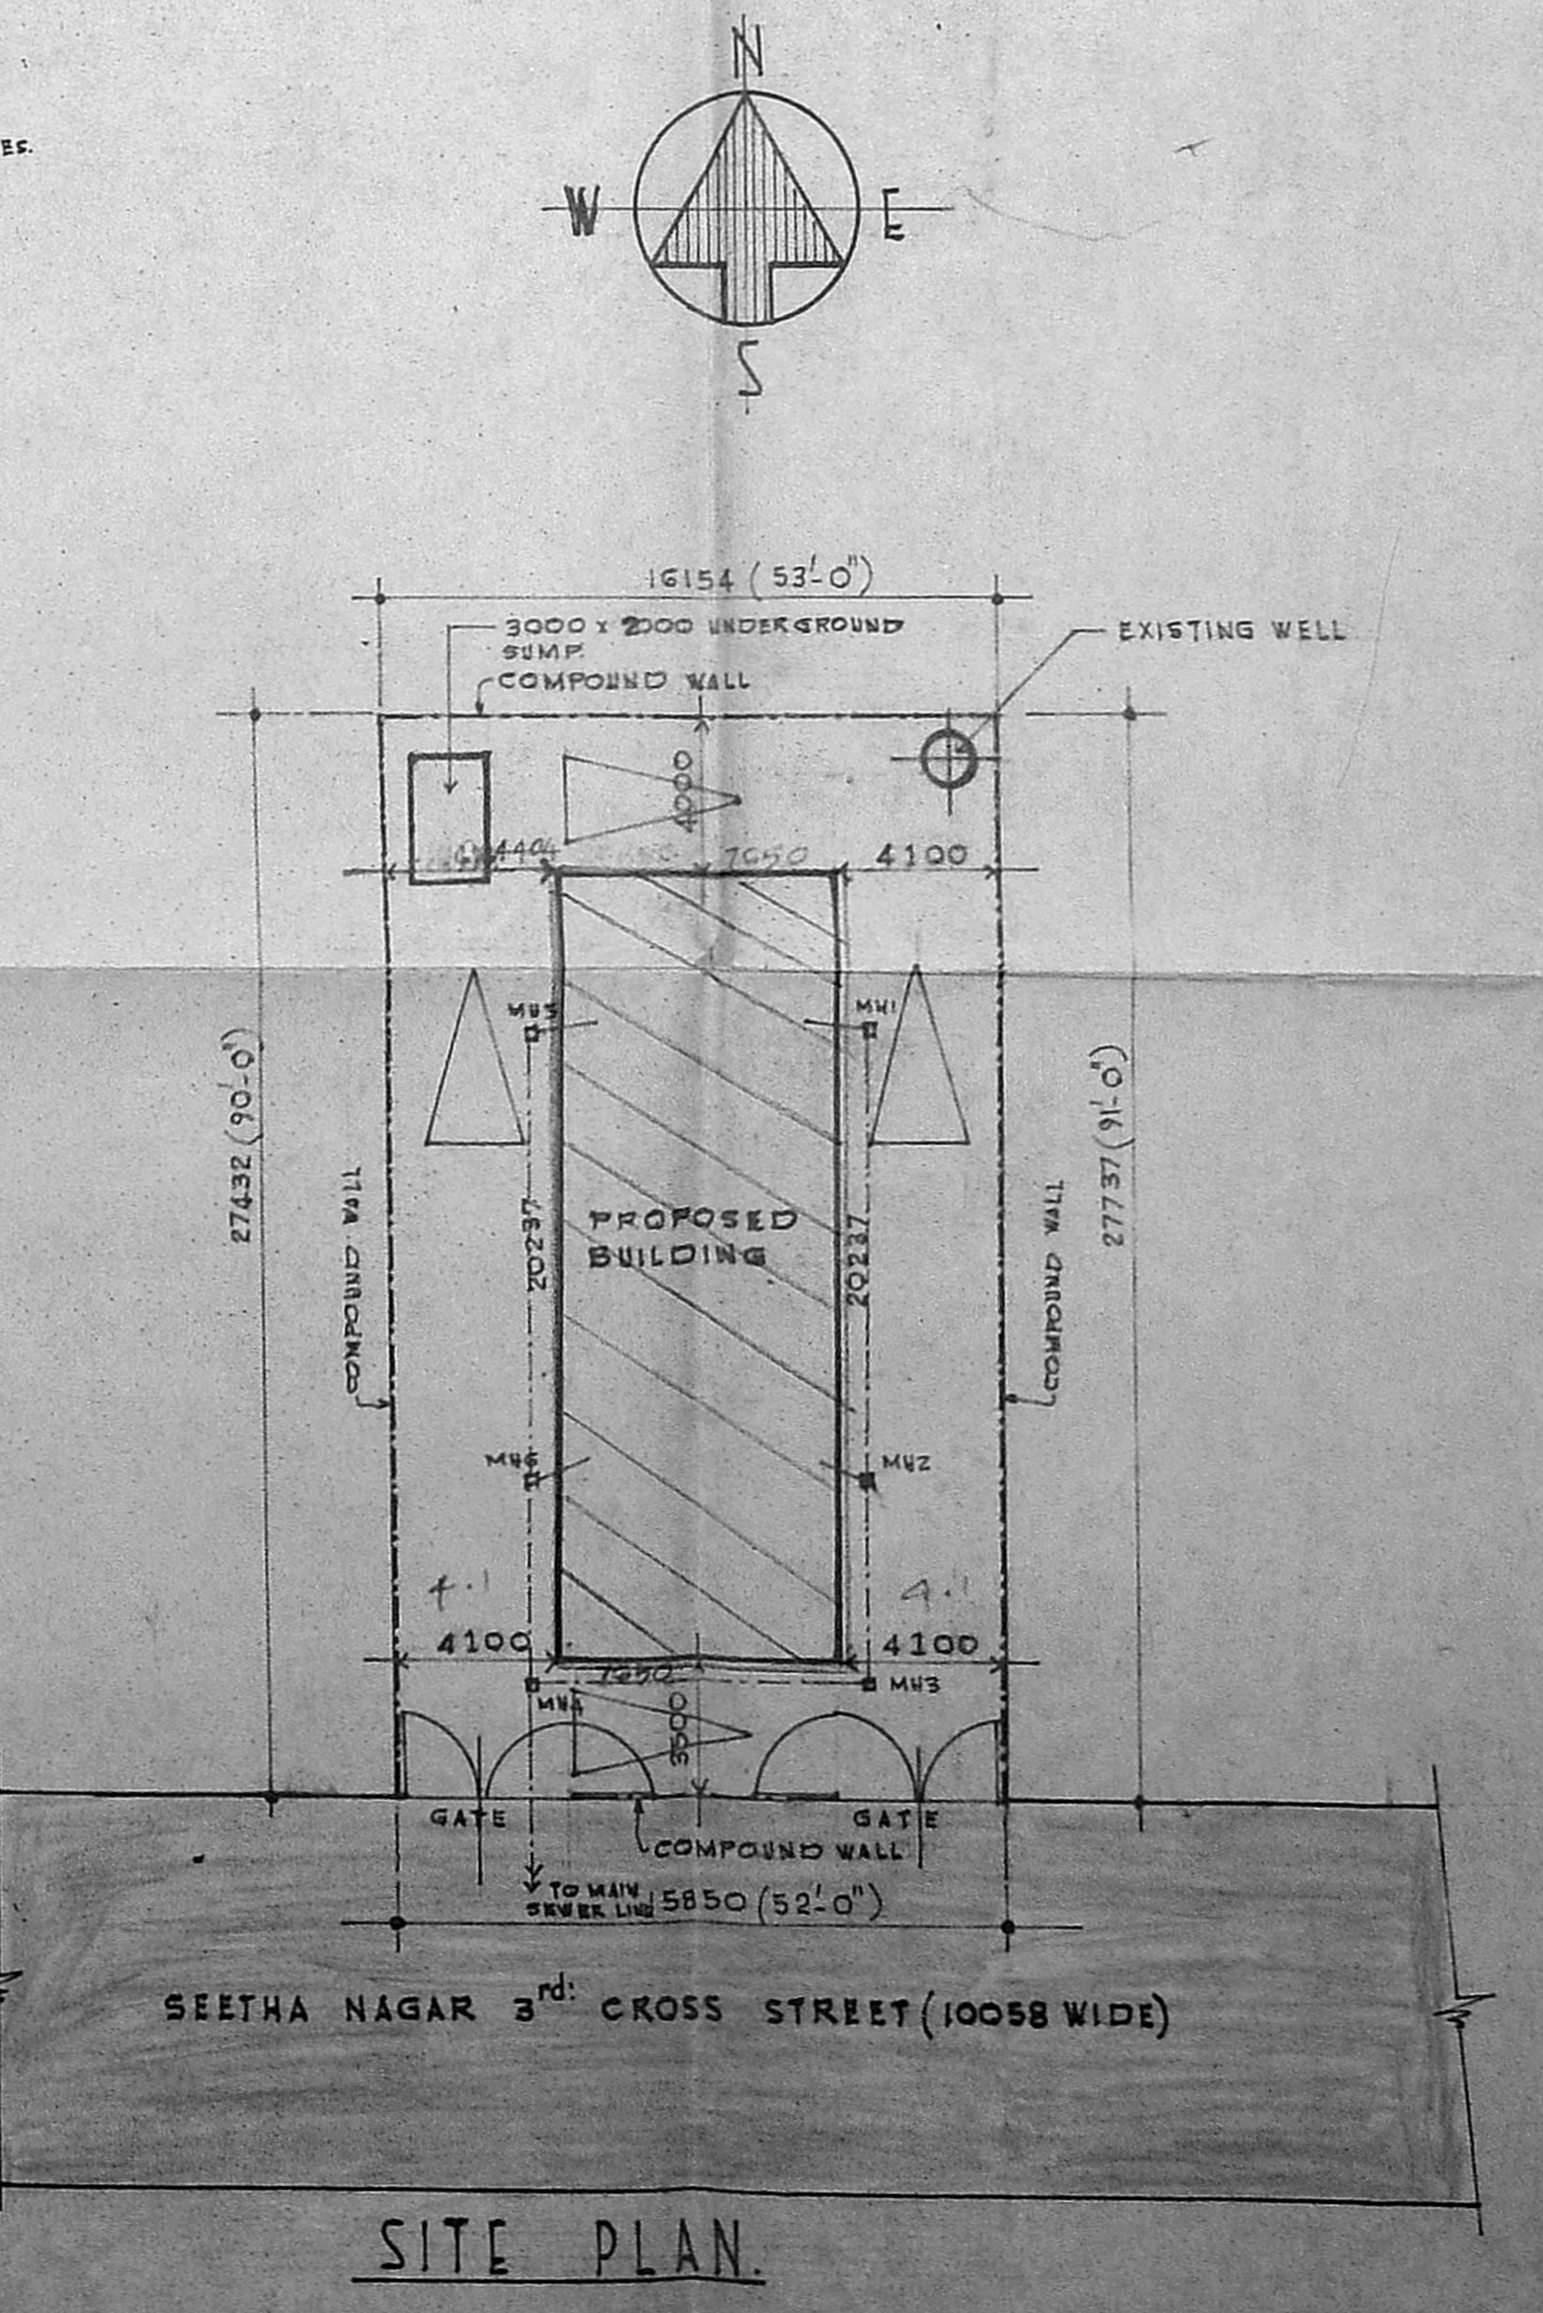 ES.
N
W
E
S
16154 (53'-0")
3000 x 2000 UNDERGROUND
SUMP.
EXISTING WELL
COMPOUND WALL
4000
4404
7650
4100
MH5
MH1
27432 (90'-0")
27737 (91'-0")
COMPOUND WALL
COMPOUND WALL
20237
20237
PROPOSED
BUILDING
MH6
MH2
4.1
4.1
4100
4100
7650
MH4
MH3
3500
GATE
GATE
COMPOUND WALL
TO MAIN
SEWER LINE
15850 (52'-0")
SEETHA NAGAR 3rd: CROSS STREET (10058 WIDE)
SITE PLAN.